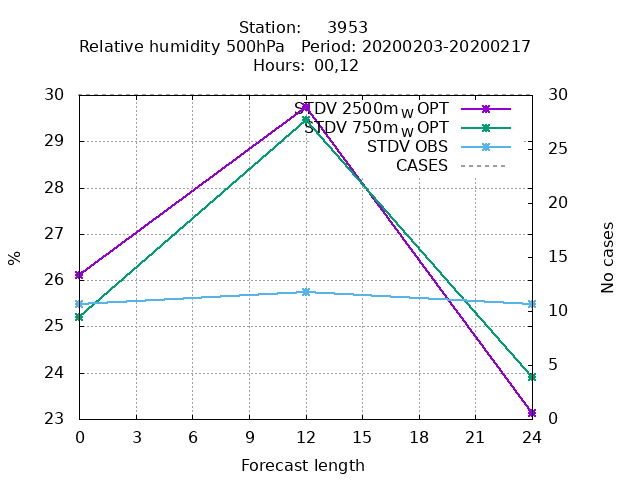 Station: 3953
Relative humidity 500hPa Period: 20200203-20200217
Hours: 00,12
STDV 2500m W OPT
STDV 750m W OPT
STDV OBS
CASES
30
29
28
27
26
25
24
23
%
30
25
20
15
10
5
0
No cases
0 3 6 9 12 15 18 21 24
Forecast length